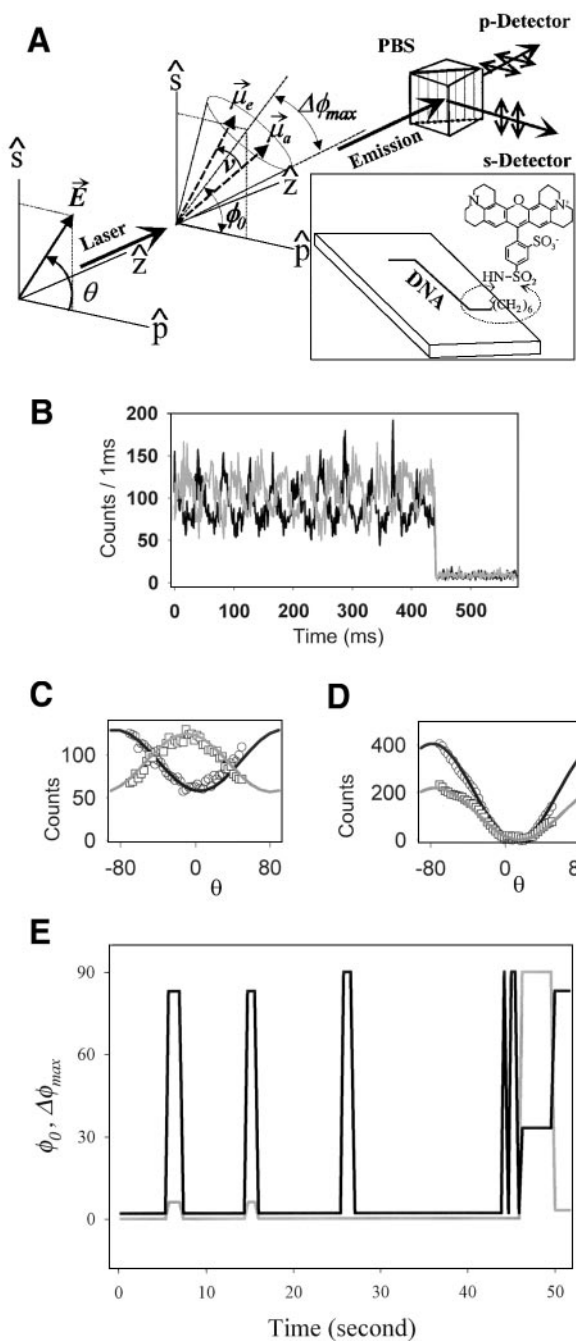 A
p-Detector
PBS
ŝ
μ⃗e
Δϕmax
μ⃗a
ν
ŝ
E⃗
Emission
s-Detector
ẑ
ϕ0
Laser
p̂
ẑ
θ
p̂
O
N+
SO3-
HN-SO2
(CH2)6
DNA
B
Counts / 1ms
200
150
100
50
0
0 100 200 300 400 500
Time (ms)
C
D
Counts
100
50
0
-80 0 80
θ
Counts
400
200
0
-80 0 8
θ
E
ϕ0 , Δϕmax
90
60
30
0
0 10 20 30 40 50
Time (second)